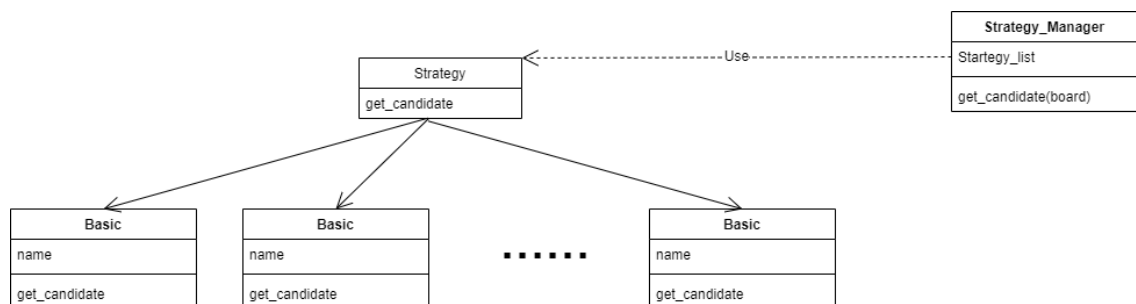 Strategy_Manager
Startegy_list
get_candidate(board)
Use
Strategy
get_candidate
Basic
name
get_candidate
Basic
name
get_candidate
Basic
name
get_candidate